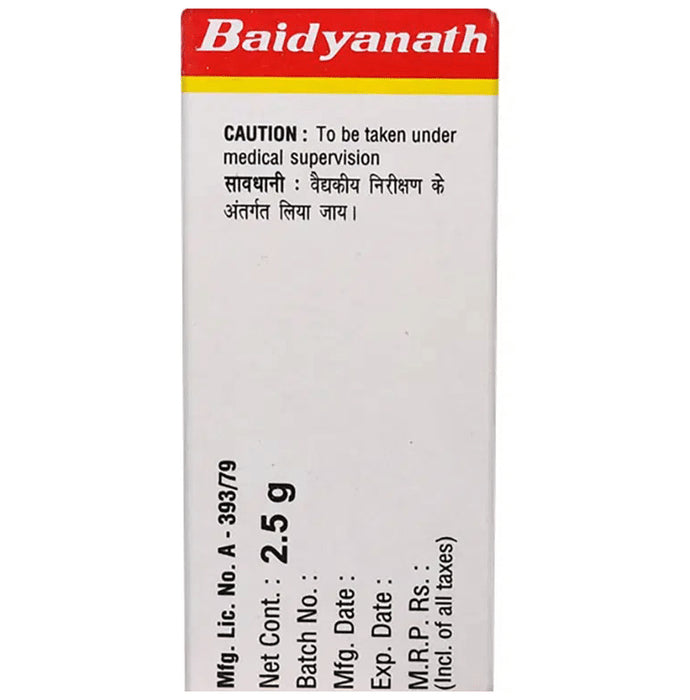 Baidyanath
CAUTION : To be taken under
medical supervision
सावधानी : वैद्यकीय निरीक्षण के
अंतर्गत लिया जाय।
Mfg. Lic. No. A - 393/79
Net Cont. : 2.5 g
Batch No. :
Mfg. Date :
Exp. Date :
M.R.P. Rs. :
(Incl. of all taxes)